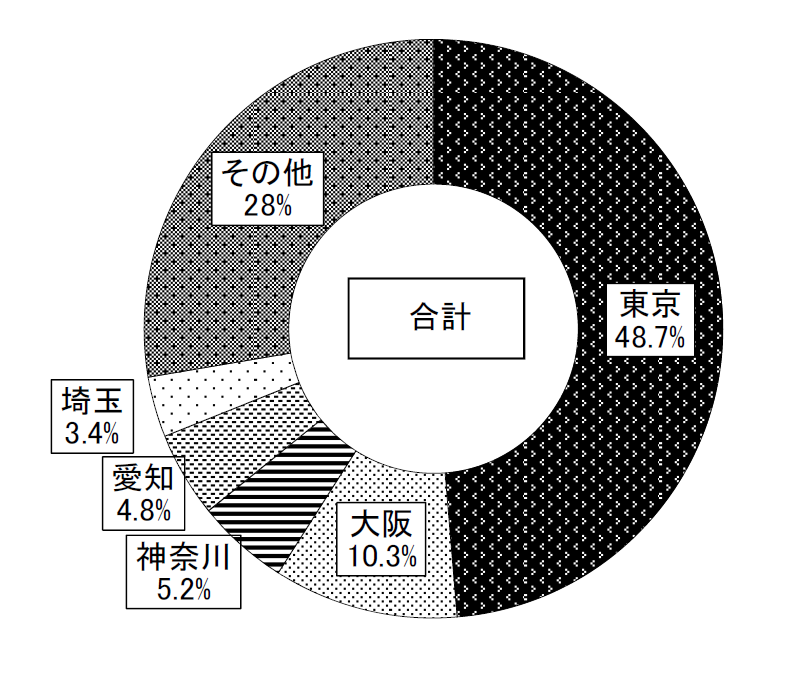 その他
28%
合計
東京
48.7%
埼玉
3.4%
愛知
4.8%
大阪
10.3%
神奈川
5.2%